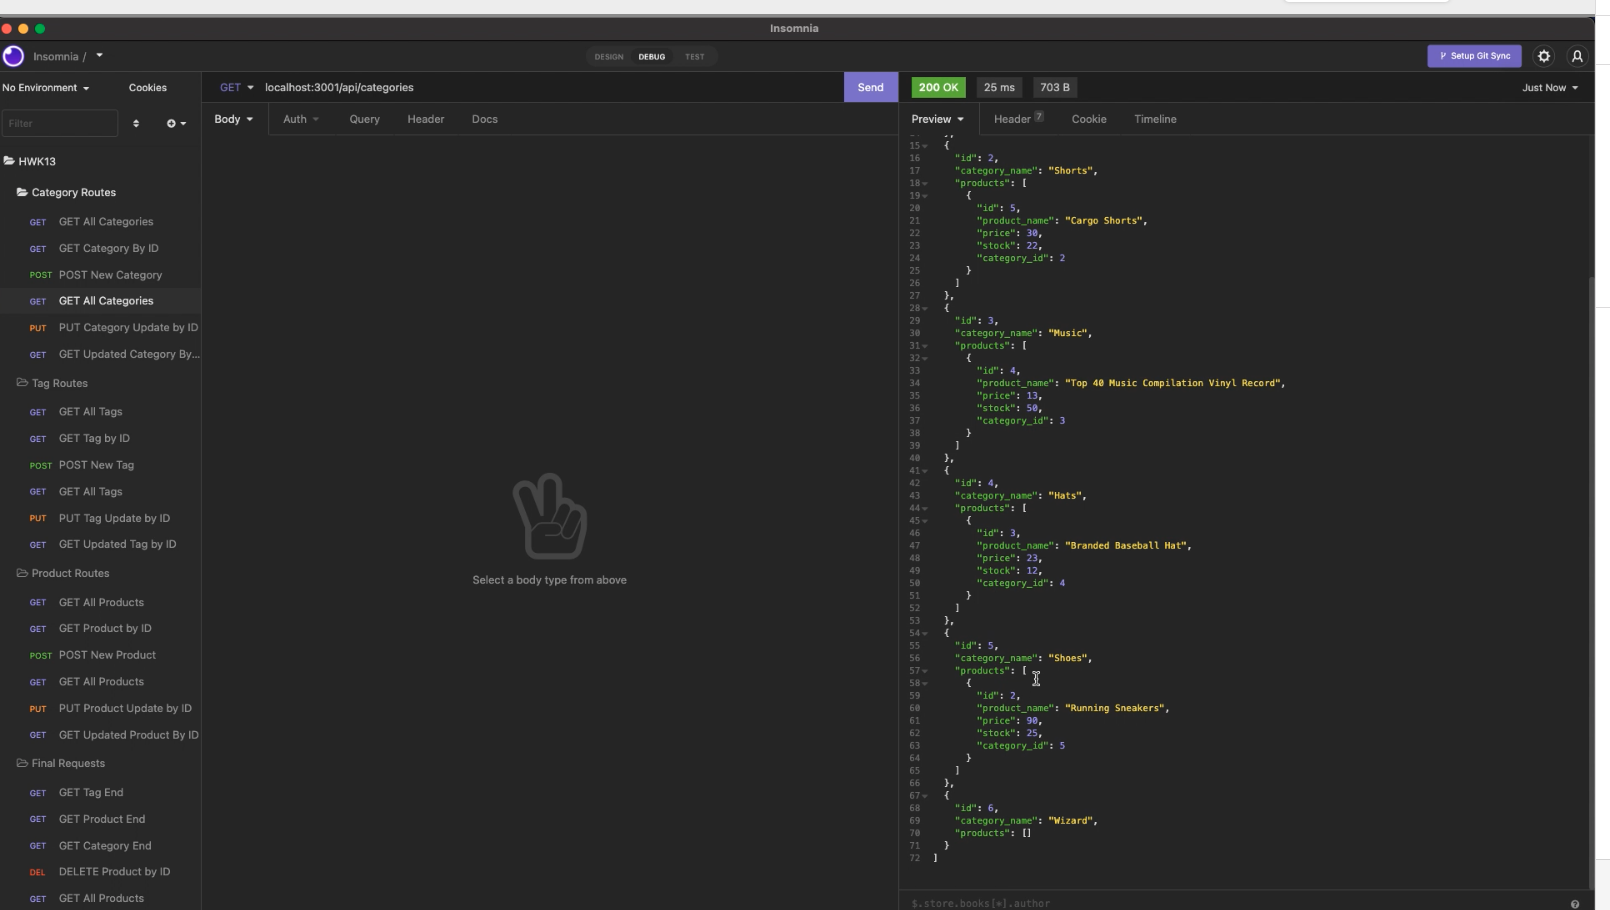 Insomnia
Insomnia /
DESIGN
DEBUG
TEST
Setup Git Sync
No Environment
Cookies
GET
localhost:3001/api/categories
Send
200 OK
25 ms
703 B
Just Now
Filter
Body
Auth
Query
Header
Docs
Preview
Header 7
Cookie
Timeline
HWK13
Category Routes
GET GET All Categories
GET GET Category By ID
POST POST New Category
GET GET All Categories
PUT PUT Category Update by ID
GET GET Updated Category By...
Tag Routes
GET GET All Tags
GET GET Tag by ID
POST POST New Tag
GET GET All Tags
PUT PUT Tag Update by ID
GET GET Updated Tag by ID
Product Routes
GET GET All Products
GET GET Product by ID
POST POST New Product
GET GET All Products
PUT PUT Product Update by ID
GET GET Updated Product By ID
Final Requests
GET GET Tag End
GET GET Product End
GET GET Category End
DEL DELETE Product by ID
GET GET All Products
Select a body type from above
15 {
16 "id": 2,
17 "category_name": "Shorts",
18 "products": [
19 {
20 "id": 5,
21 "product_name": "Cargo Shorts",
22 "price": 30,
23 "stock": 22,
24 "category_id": 2
25 }
26 ]
27 },
28 {
29 "id": 3,
30 "category_name": "Music",
31 "products": [
32 {
33 "id": 4,
34 "product_name": "Top 40 Music Compilation Vinyl Record",
35 "price": 13,
36 "stock": 50,
37 "category_id": 3
38 }
39 ]
40 },
41 {
42 "id": 4,
43 "category_name": "Hats",
44 "products": [
45 {
46 "id": 3,
47 "product_name": "Branded Baseball Hat",
48 "price": 23,
49 "stock": 12,
50 "category_id": 4
51 }
52 ]
53 },
54 {
55 "id": 5,
56 "category_name": "Shoes",
57 "products": [
58 {
59 "id": 2,
60 "product_name": "Running Sneakers",
61 "price": 90,
62 "stock": 25,
63 "category_id": 5
64 }
65 ]
66 },
67 {
68 "id": 6,
69 "category_name": "Wizard",
70 "products": []
71 }
72 ]
$.store.books[*].author